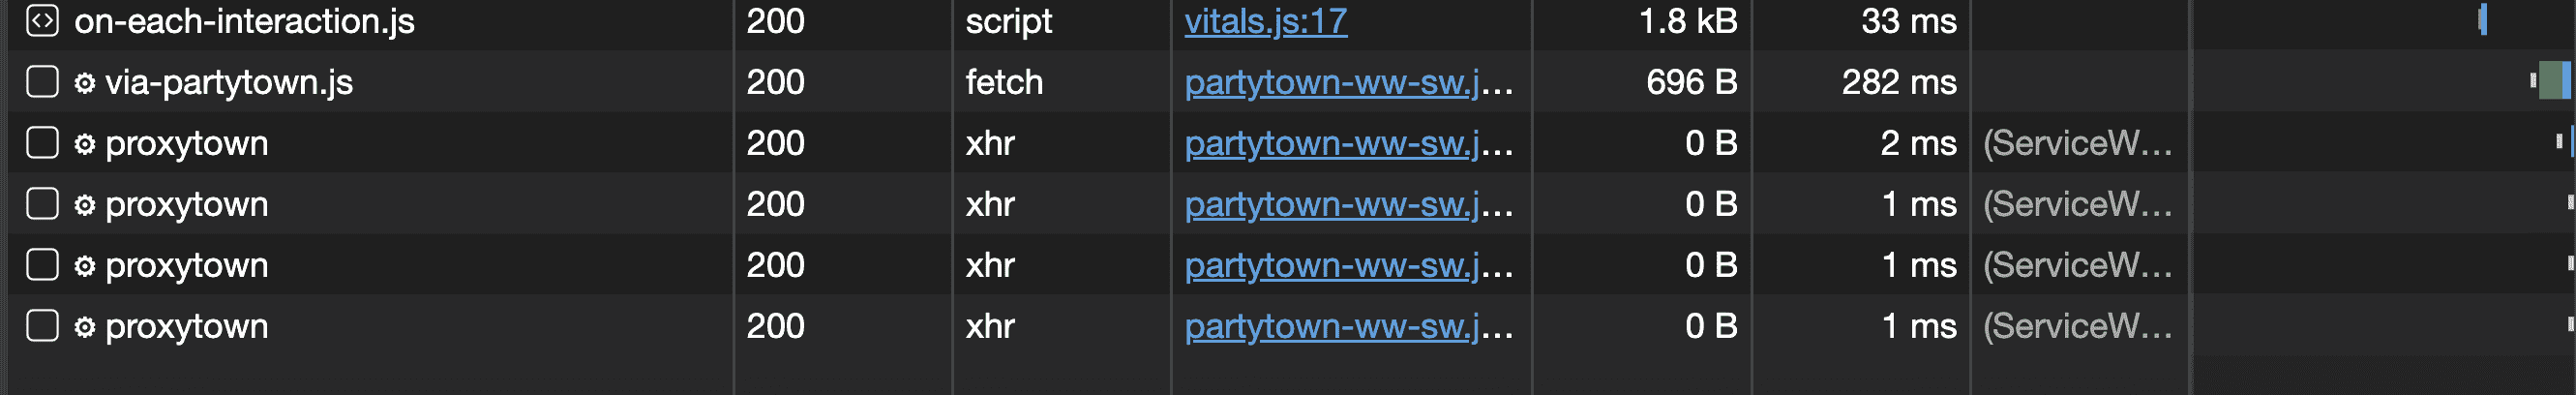 on-each-interaction.js 200 script vitals.js:17 1.8 kB 33 ms
via-partytown.js 200 fetch partytown-ww-sw.j... 696 B 282 ms
proxytown 200 xhr partytown-ww-sw.j... 0 B 2 ms (ServiceW...
proxytown 200 xhr partytown-ww-sw.j... 0 B 1 ms (ServiceW...
proxytown 200 xhr partytown-ww-sw.j... 0 B 1 ms (ServiceW...
proxytown 200 xhr partytown-ww-sw.j... 0 B 1 ms (ServiceW...